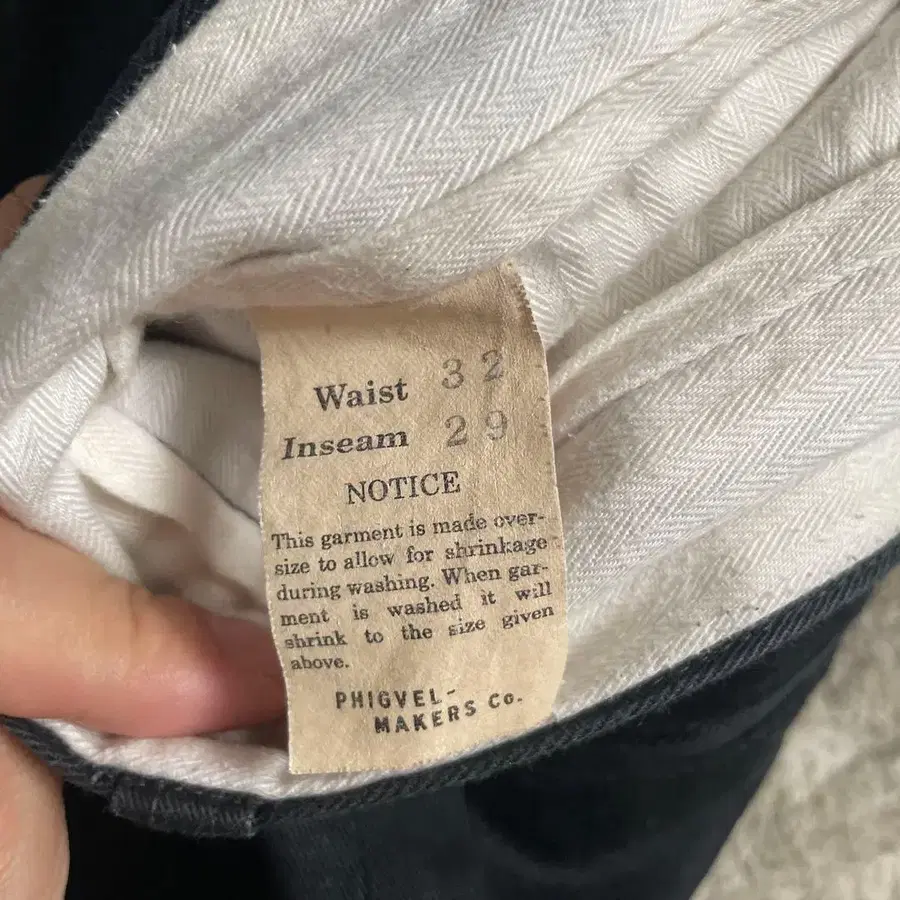 Waist 32
Inseam 29
NOTICE
This garment is made over-
size to allow for shrinkage
during washing. When gar-
ment is washed it will
shrink to the size given
above.
PHIGVEL-
MAKERS Co.